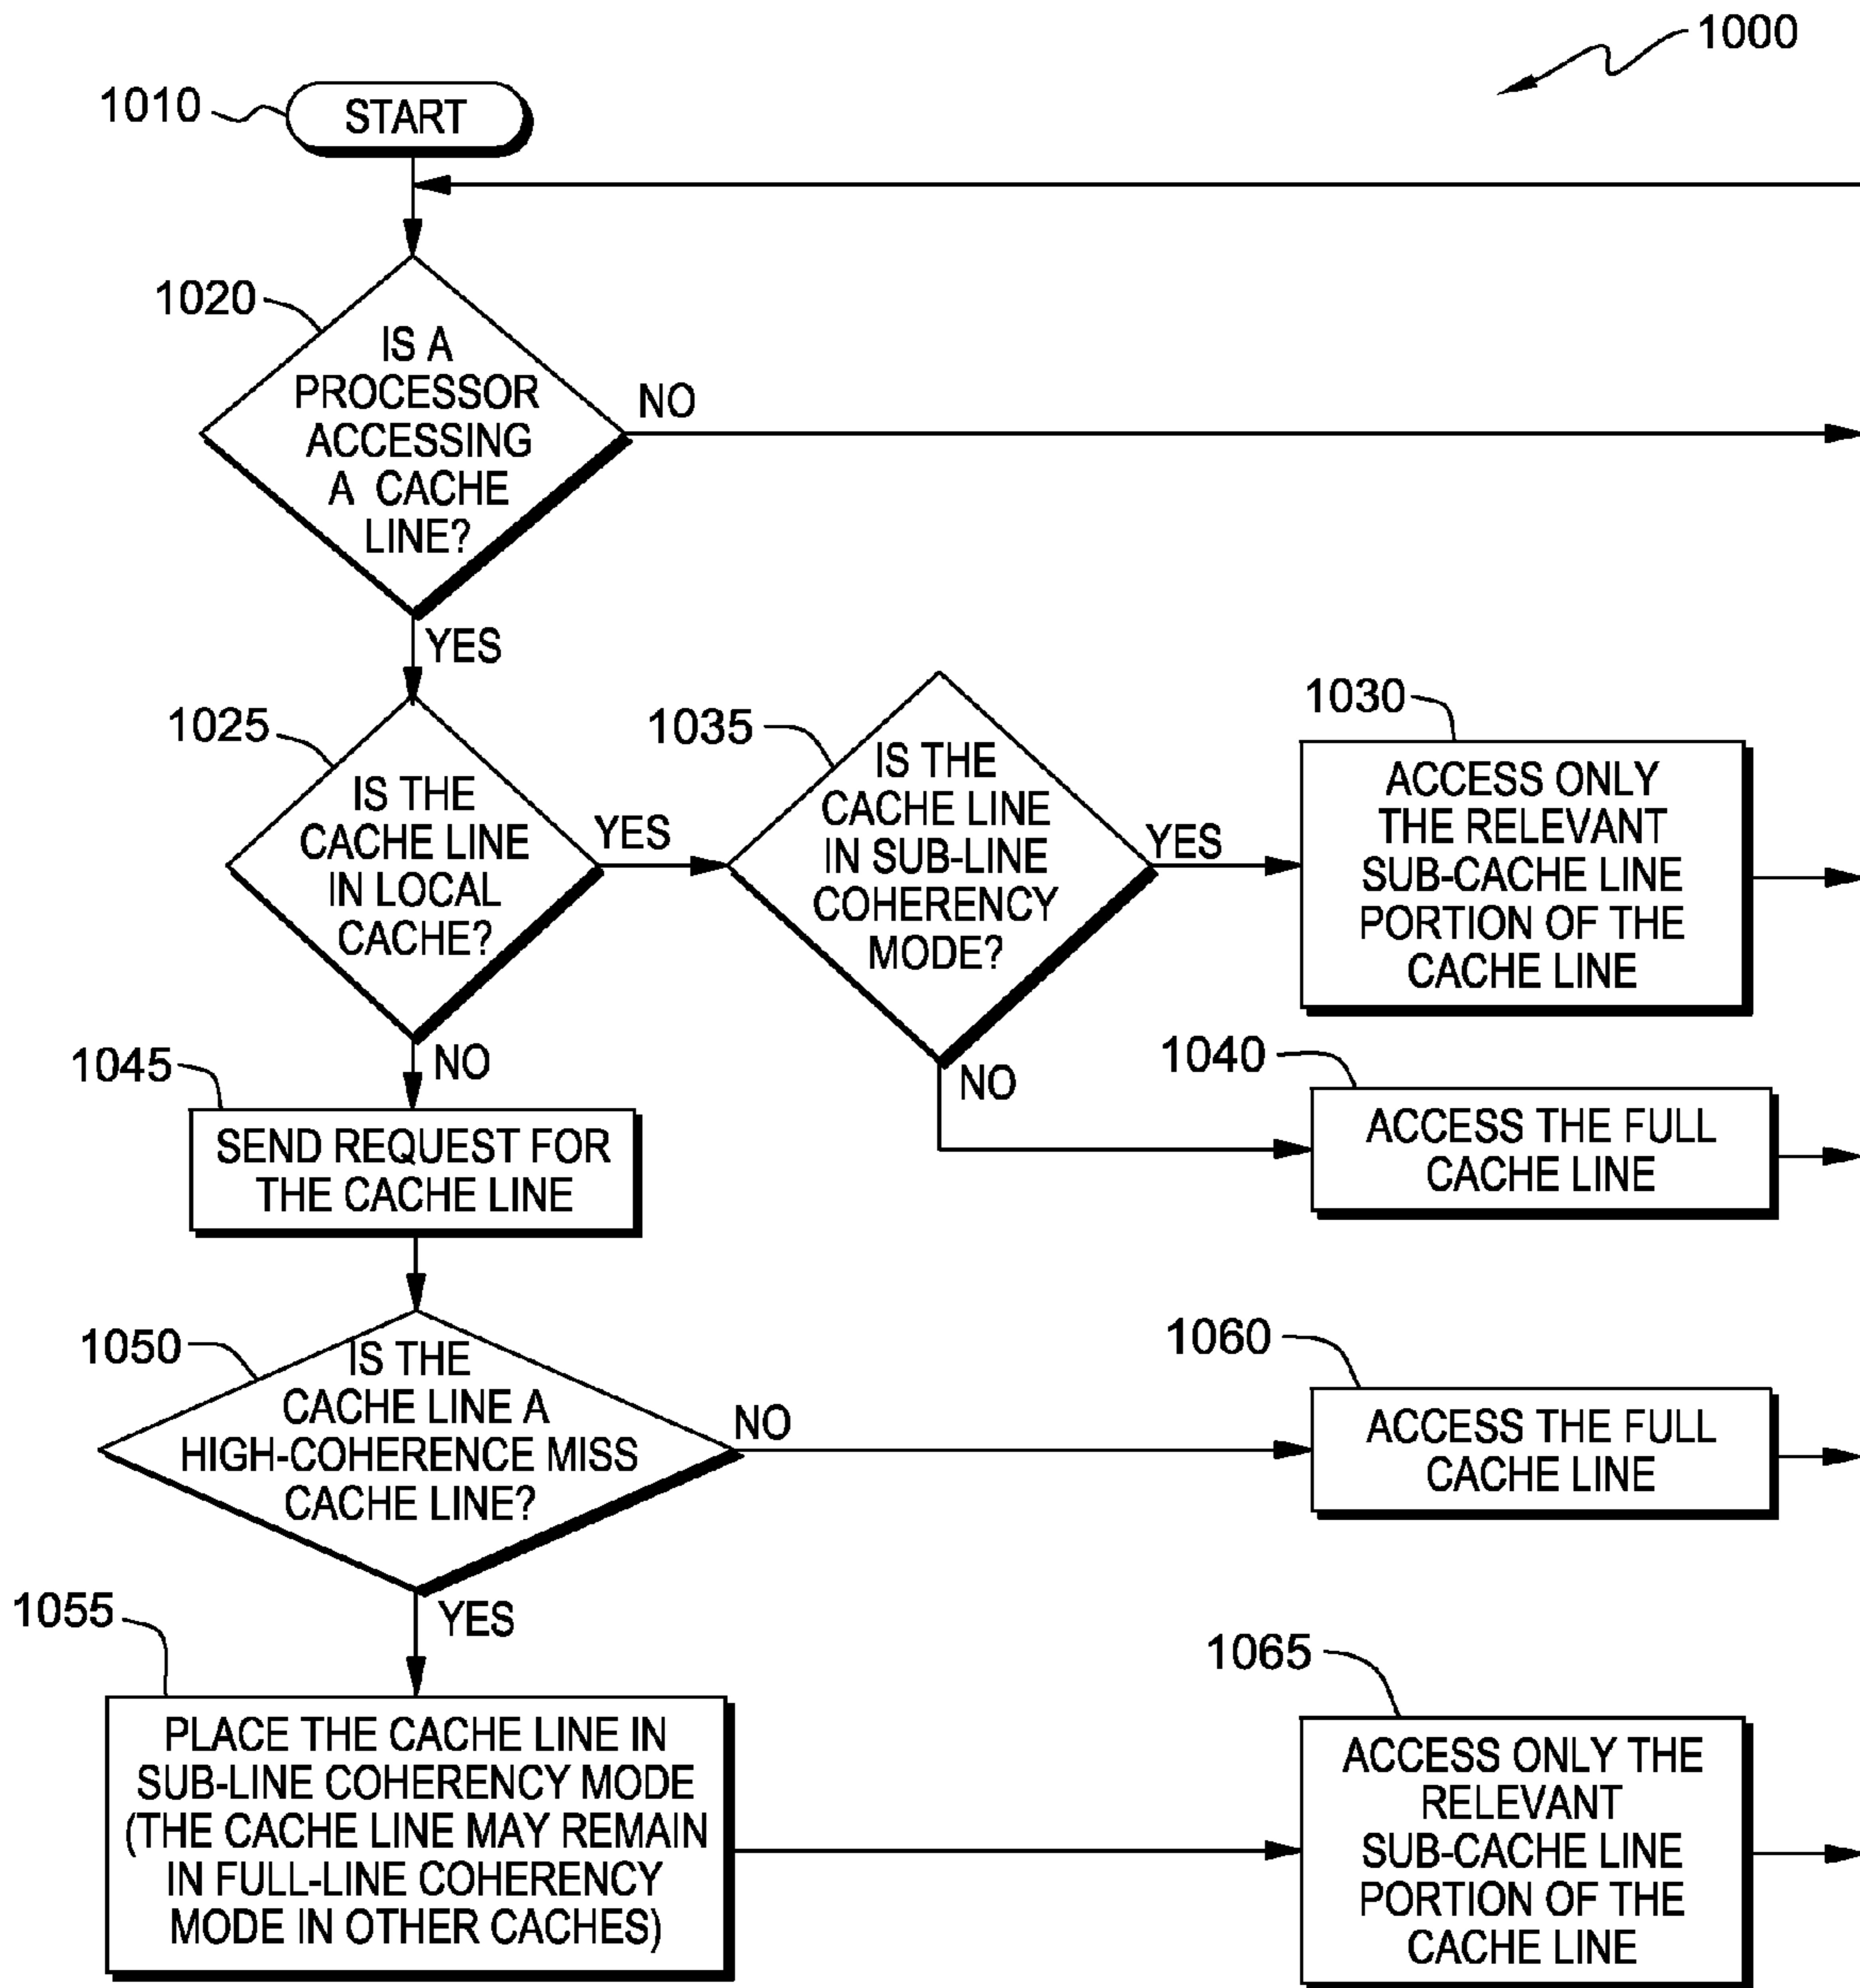 1000
1010
START
1020
IS A
PROCESSOR
ACCESSING
A CACHE
LINE?
NO
YES
1025
IS THE
CACHE LINE
IN LOCAL
CACHE?
YES
1035
IS THE
CACHE LINE
IN SUB-LINE
COHERENCY
MODE?
YES
1030
ACCESS ONLY
THE RELEVANT
SUB-CACHE LINE
PORTION OF THE
CACHE LINE
NO
1040
ACCESS THE FULL
CACHE LINE
NO
1045
SEND REQUEST FOR
THE CACHE LINE
1050
IS THE
CACHE LINE A
HIGH-COHERENCE MISS
CACHE LINE?
NO
1060
ACCESS THE FULL
CACHE LINE
YES
1055
PLACE THE CACHE LINE IN
SUB-LINE COHERENCY MODE
(THE CACHE LINE MAY REMAIN
IN FULL-LINE COHERENCY
MODE IN OTHER CACHES)
1065
ACCESS ONLY THE
RELEVANT
SUB-CACHE LINE
PORTION OF THE
CACHE LINE